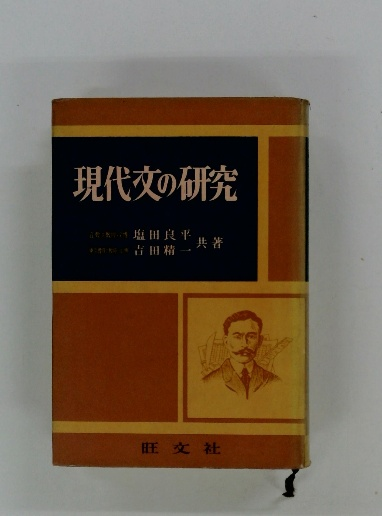 現代文の研究
塩田良平
吉田精一
共著
旺文社